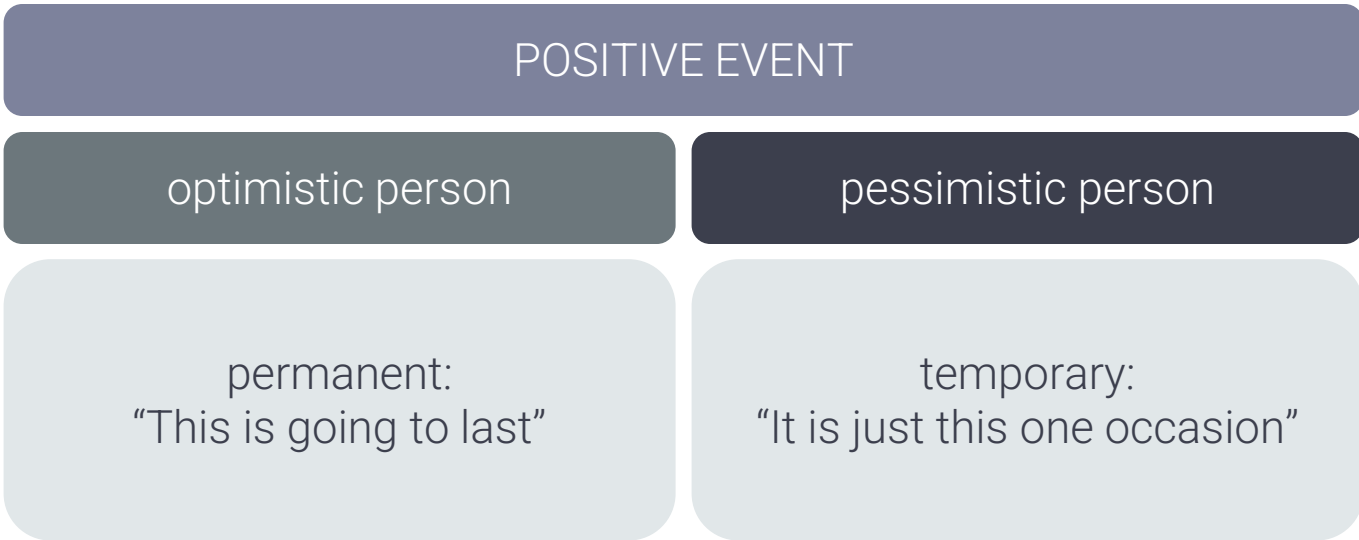 POSITIVE EVENT
optimistic person
pessimistic person
permanent:
“This is going to last”
temporary:
“It is just this one occasion”